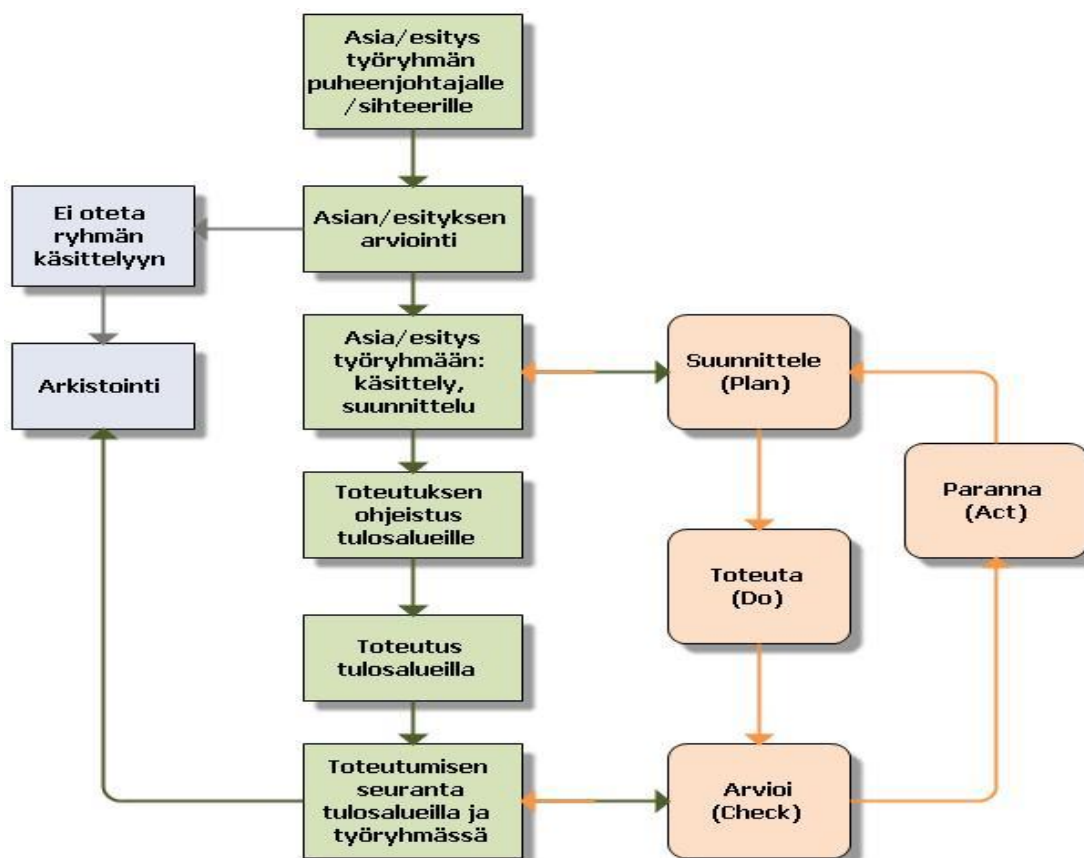 Asia/esitys
työryhmän
puheenjohtajalle
/sihteerille
Ei oteta
ryhmän
käsittelyyn
Asian/esityksen
arviointi
Arkistointi
Asia/esitys
työryhmään:
käsittely,
suunnittelu
Suunnittele
(Plan)
Paranna
(Act)
Toteutuksen
ohjeistus
tulosalueille
Toteuta
(Do)
Toteutus
tulosalueilla
Toteutumisen
seuranta
tulosalueilla ja
työryhmässä
Arvioi
(Check)